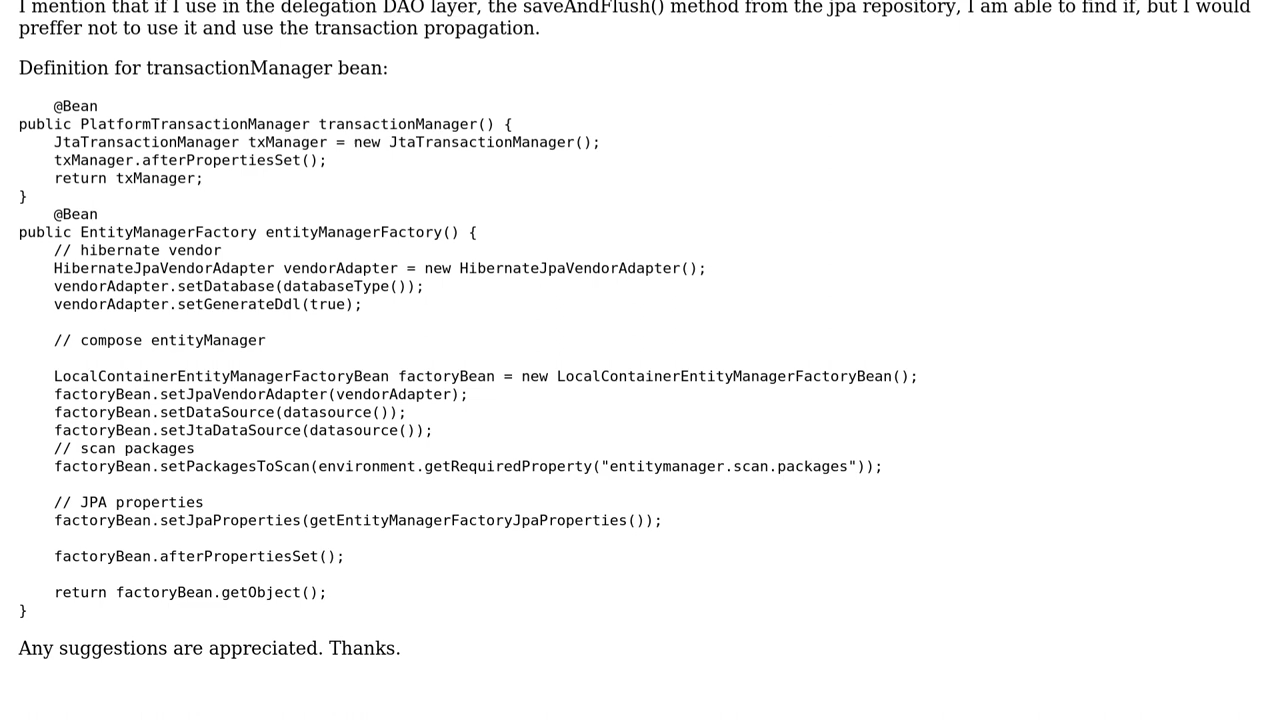 I mention that if I use in the delegation DAO layer, the saveAndFlush() method from the jpa repository, I am able to find if, but I would
preffer not to use it and use the transaction propagation.
Definition for transactionManager bean:
@Bean
public PlatformTransactionManager transactionManager() {
JtaTransactionManager txManager = new JtaTransactionManager();
txManager.afterPropertiesSet();
return txManager;
}
@Bean
public EntityManagerFactory entityManagerFactory() {
// hibernate vendor
HibernateJpaVendorAdapter vendorAdapter = new HibernateJpaVendorAdapter();
vendorAdapter.setDatabase(databaseType());
vendorAdapter.setGenerateDdl(true);
// compose entityManager
LocalContainerEntityManagerFactoryBean factoryBean = new LocalContainerEntityManagerFactoryBean();
factoryBean.setJpaVendorAdapter(vendorAdapter);
factoryBean.setDataSource(datasource());
factoryBean.setJtaDataSource(datasource());
// scan packages
factoryBean.setPackagesToScan(environment.getRequiredProperty("entitymanager.scan.packages"));
// JPA properties
factoryBean.setJpaProperties(getEntityManagerFactoryJpaProperties());
factoryBean.afterPropertiesSet();
return factoryBean.getObject();
}
Any suggestions are appreciated. Thanks.